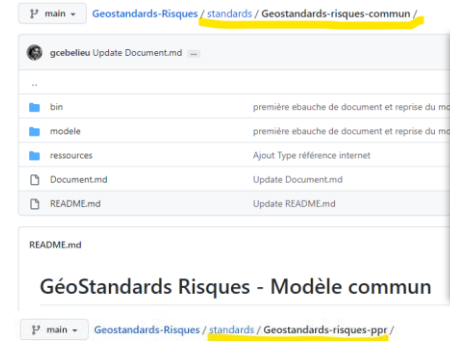 main Geostandards-Risques / standards / Geostandards-risques-commun /
gcebelieu Update Document.md ...
..
bin première ébauche de document et reprise du mo
modele première ébauche de document et reprise du mo
ressources Ajout Type référence internet
Document.md Update Document.md
README.md Update README.md
README.md
GéoStandards Risques - Modèle commun
main Geostandards-Risques / standards / Geostandards-risques-ppr /